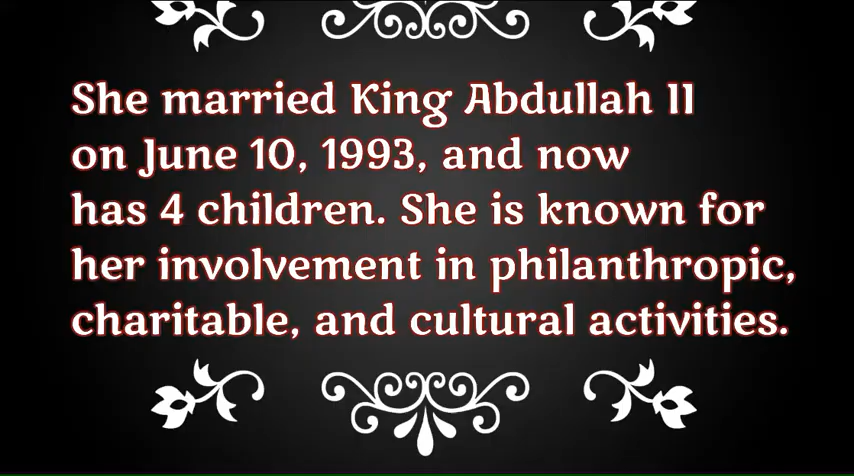 She married King Abdullah II
on June 10, 1993, and now
has 4 children. She is known for
her involvement in philanthropic,
charitable, and cultural activities.